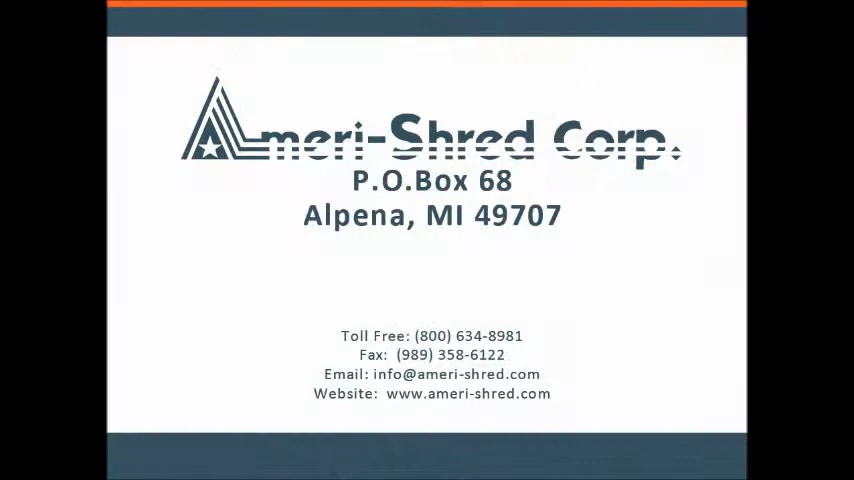 Ameri-Shred Corp.
P.O.Box 68
Alpena, MI 49707
Toll Free: (800) 634-8981
Fax: (989) 358-6122
Email: info@ameri-shred.com
Website: www.ameri-shred.com